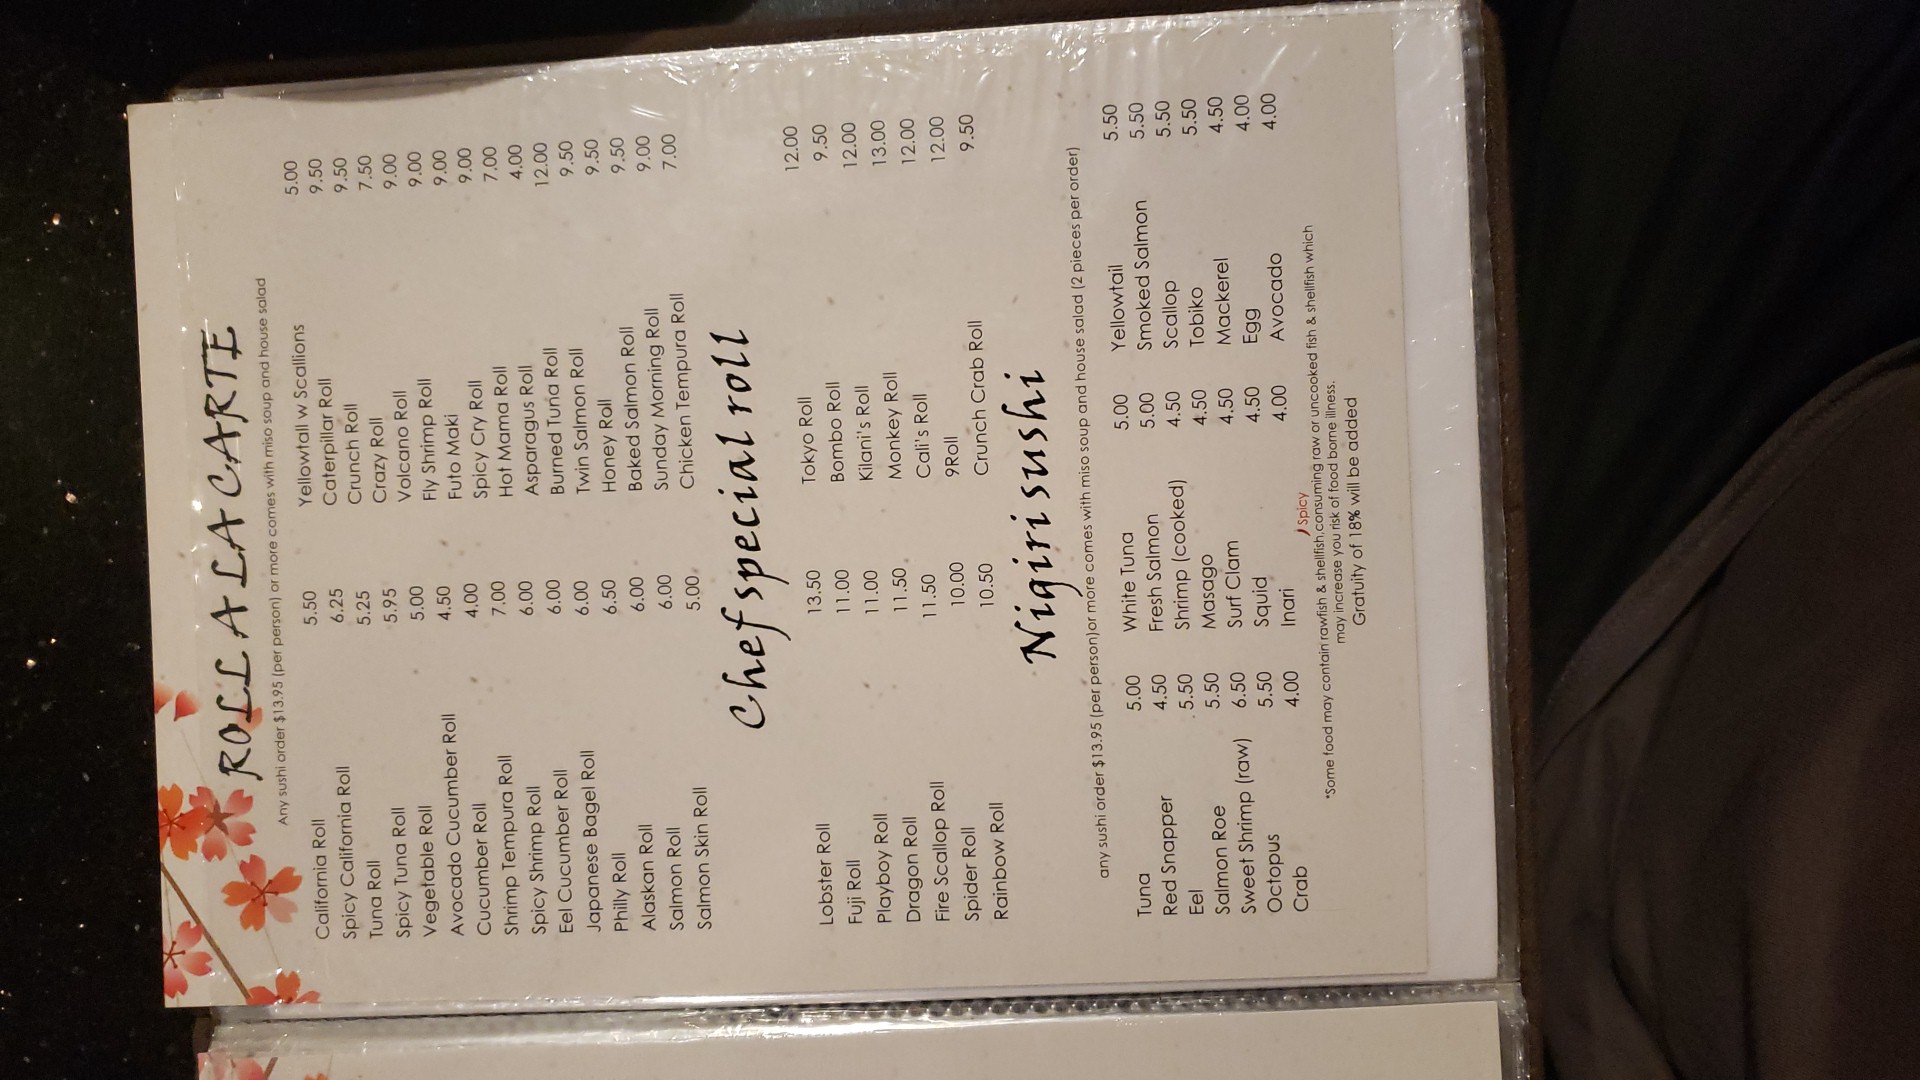 ROLL A LA CARTE
Any sushi order $13.95 (per person) or more comes with miso soup and house salad
California Roll 5.50
Spicy California Roll 6.25
Tuna Roll 5.25
Spicy Tuna Roll 5.95
Vegetable Roll 5.00
Avocado Cucumber Roll 4.50
Cucumber Roll 4.00
Shrimp Tempura Roll 7.00
Spicy Shrimp Roll 6.00
Eel Cucumber Roll 6.00
Japanese Bagel Roll 6.00
Philly Roll 6.50
Alaskan Roll 6.00
Salmon Roll 6.00
Salmon Skin Roll 5.00
Yellowtail w Scallions 5.00
Caterpillar Roll 9.50
Crunch Roll 9.50
Crazy Roll 7.50
Volcano Roll 9.00
Fly Shrimp Roll 9.00
Futo Maki 9.00
Spicy Cry Roll 9.00
Hot Mama Roll 7.00
Asparagus Roll 4.00
Burned Tuna Roll 12.00
Twin Salmon Roll 9.50
Honey Roll 9.50
Baked Salmon Roll 9.50
Sunday Morning Roll 9.00
Chicken Tempura Roll 7.00
Chef special roll
Lobster Roll 13.50
Fuji Roll 11.00
Playboy Roll 11.00
Dragon Roll 11.50
Fire Scallop Roll 11.50
Spider Roll 10.00
Rainbow Roll 10.50
Tokyo Roll 12.00
Bombo Roll 9.50
Kilani's Roll 12.00
Monkey Roll 13.00
Cali's Roll 12.00
9Roll 12.00
Crunch Crab Roll 9.50
Nigiri sushi
any sushi order $13.95 (per person)or more comes with miso soup and house salad (2 pieces per order)
Tuna 5.00 White Tuna 5.00 Yellowtail 5.50
Red Snapper 4.50 Fresh Salmon 5.00 Smoked Salmon 5.50
Eel 5.50 Shrimp (cooked) 4.50 Scallop 5.50
Salmon Roe 5.50 Masago 4.50 Tobiko 5.50
Sweet Shrimp (raw) 6.50 Surf Clam 4.50 Mackerel 4.50
Octopus 5.50 Squid 4.50 Egg 4.00
Crab 4.00 Inari 4.00 Avocado 4.00
Spicy
*Some food may contain rawfish & shellfish.consuming raw or uncooked fish & shellfish which
may increase you risk of food borne illness.
Gratuity of 18% will be added